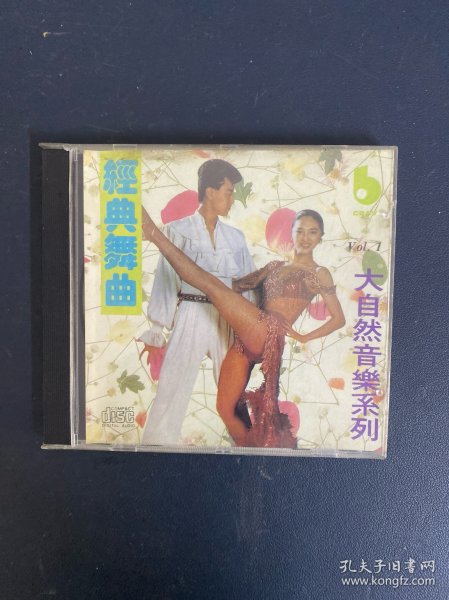 經典舞曲
b
Vol. 1
大自然音樂系列
COMPACT
DISC
DIGITAL AUDIO
孔夫子旧书网
www.kongfz.com